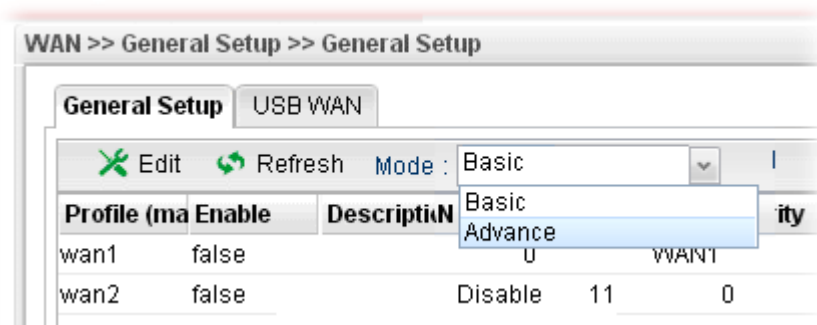 WAN >> General Setup >> General Setup
General Setup USB WAN
Edit Refresh Mode : Basic
Basic
Advance
Profile (ma Enable Descripti ity
wan1 false 0 WAN1
wan2 false Disable 11 0